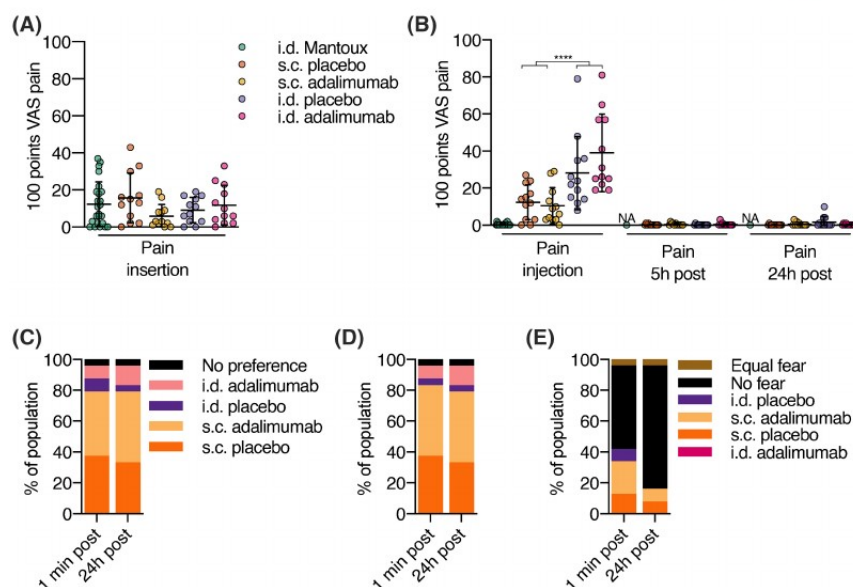 (A)
100 points VAS pain
100
80
60
40
20
0
Pain
insertion
i.d. Mantoux
s.c. placebo
s.c. adalimumab
i.d. placebo
i.d. adalimumab
(B)
100 points VAS pain
100
80
60
40
20
0
****
NA
NA
Pain
injection
Pain
5h post
Pain
24h post
(C)
% of population
100
80
60
40
20
0
1 min post
24h post
No preference
i.d. adalimumab
i.d. placebo
s.c. adalimumab
s.c. placebo
(D)
% of population
100
80
60
40
20
0
1 min post
24h post
(E)
% of population
100
80
60
40
20
0
1 min post
24h post
Equal fear
No fear
i.d. placebo
s.c. adalimumab
s.c. placebo
i.d. adalimumab